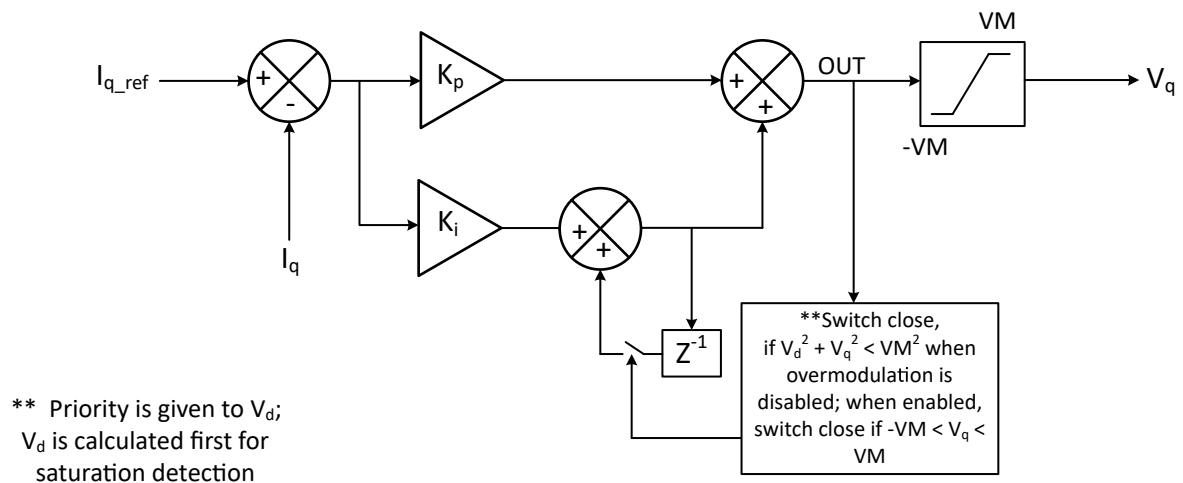 VM
I_q_ref
+
-
K_p
+
+
OUT
-VM
V_q
K_i
+
+
I_q
Z^-1
**Switch close,
if V_d^2 + V_q^2 < VM^2 when
overmodulation is
disabled; when enabled,
switch close if -VM < V_q <
VM
** Priority is given to V_d;
V_d is calculated first for
saturation detection